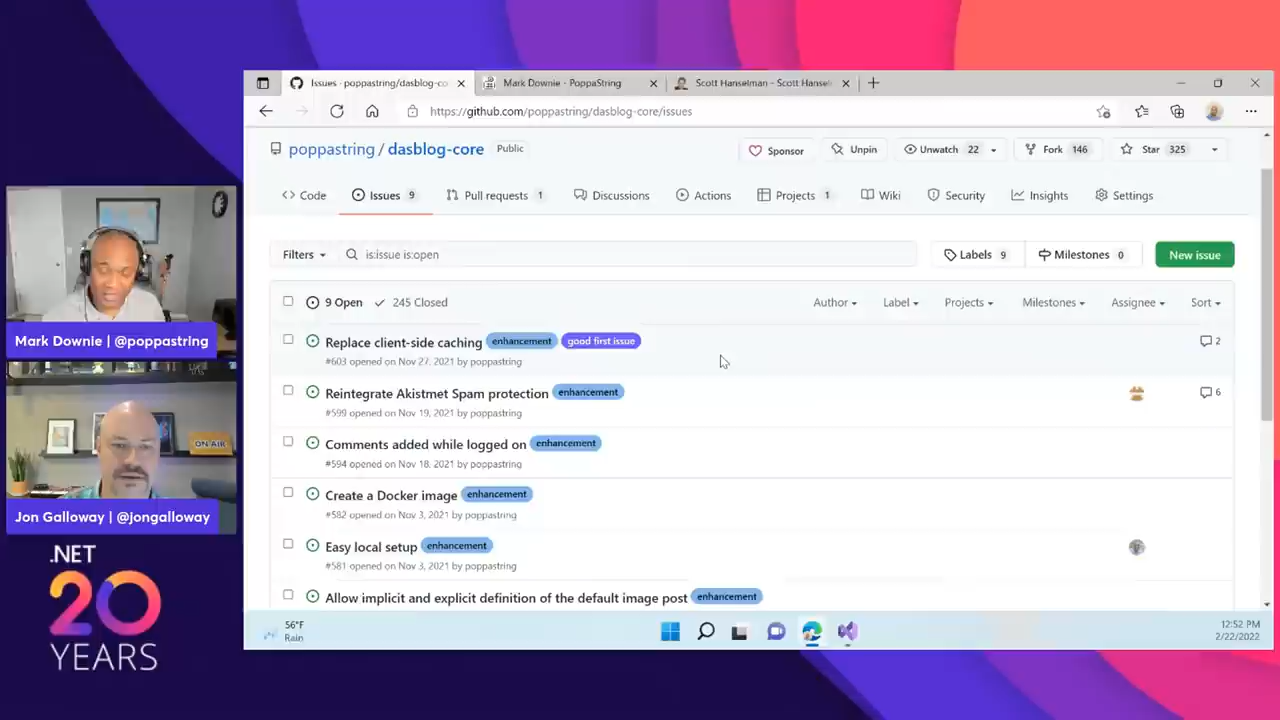 Issues · poppastring/dasblog-co
Mark Downie - PoppaString
Scott Hanselman - Scott Hansel
https://github.com/poppastring/dasblog-core/issues
poppastring / dasblog-core Public
Sponsor
Unpin
Unwatch 22
Fork 146
Star 325
Code
Issues 9
Pull requests 1
Discussions
Actions
Projects 1
Wiki
Security
Insights
Settings
Filters
is:issue is:open
Labels 9
Milestones 0
New issue
9 Open
245 Closed
Author
Label
Projects
Milestones
Assignee
Sort
Replace client-side caching enhancement good first issue
2
#603 opened on Nov 27, 2021 by poppastring
Reintegrate Akistmet Spam protection enhancement
6
#599 opened on Nov 19, 2021 by poppastring
Comments added while logged on enhancement
#594 opened on Nov 18, 2021 by poppastring
Create a Docker image enhancement
#582 opened on Nov 3, 2021 by poppastring
Easy local setup enhancement
#581 opened on Nov 3, 2021 by poppastring
Allow implicit and explicit definition of the default image post enhancement
56°F
Rain
12:52 PM
2/22/2022
Mark Downie | @poppastring
ON AIR
Jon Galloway | @jongalloway
.NET
20
YEARS